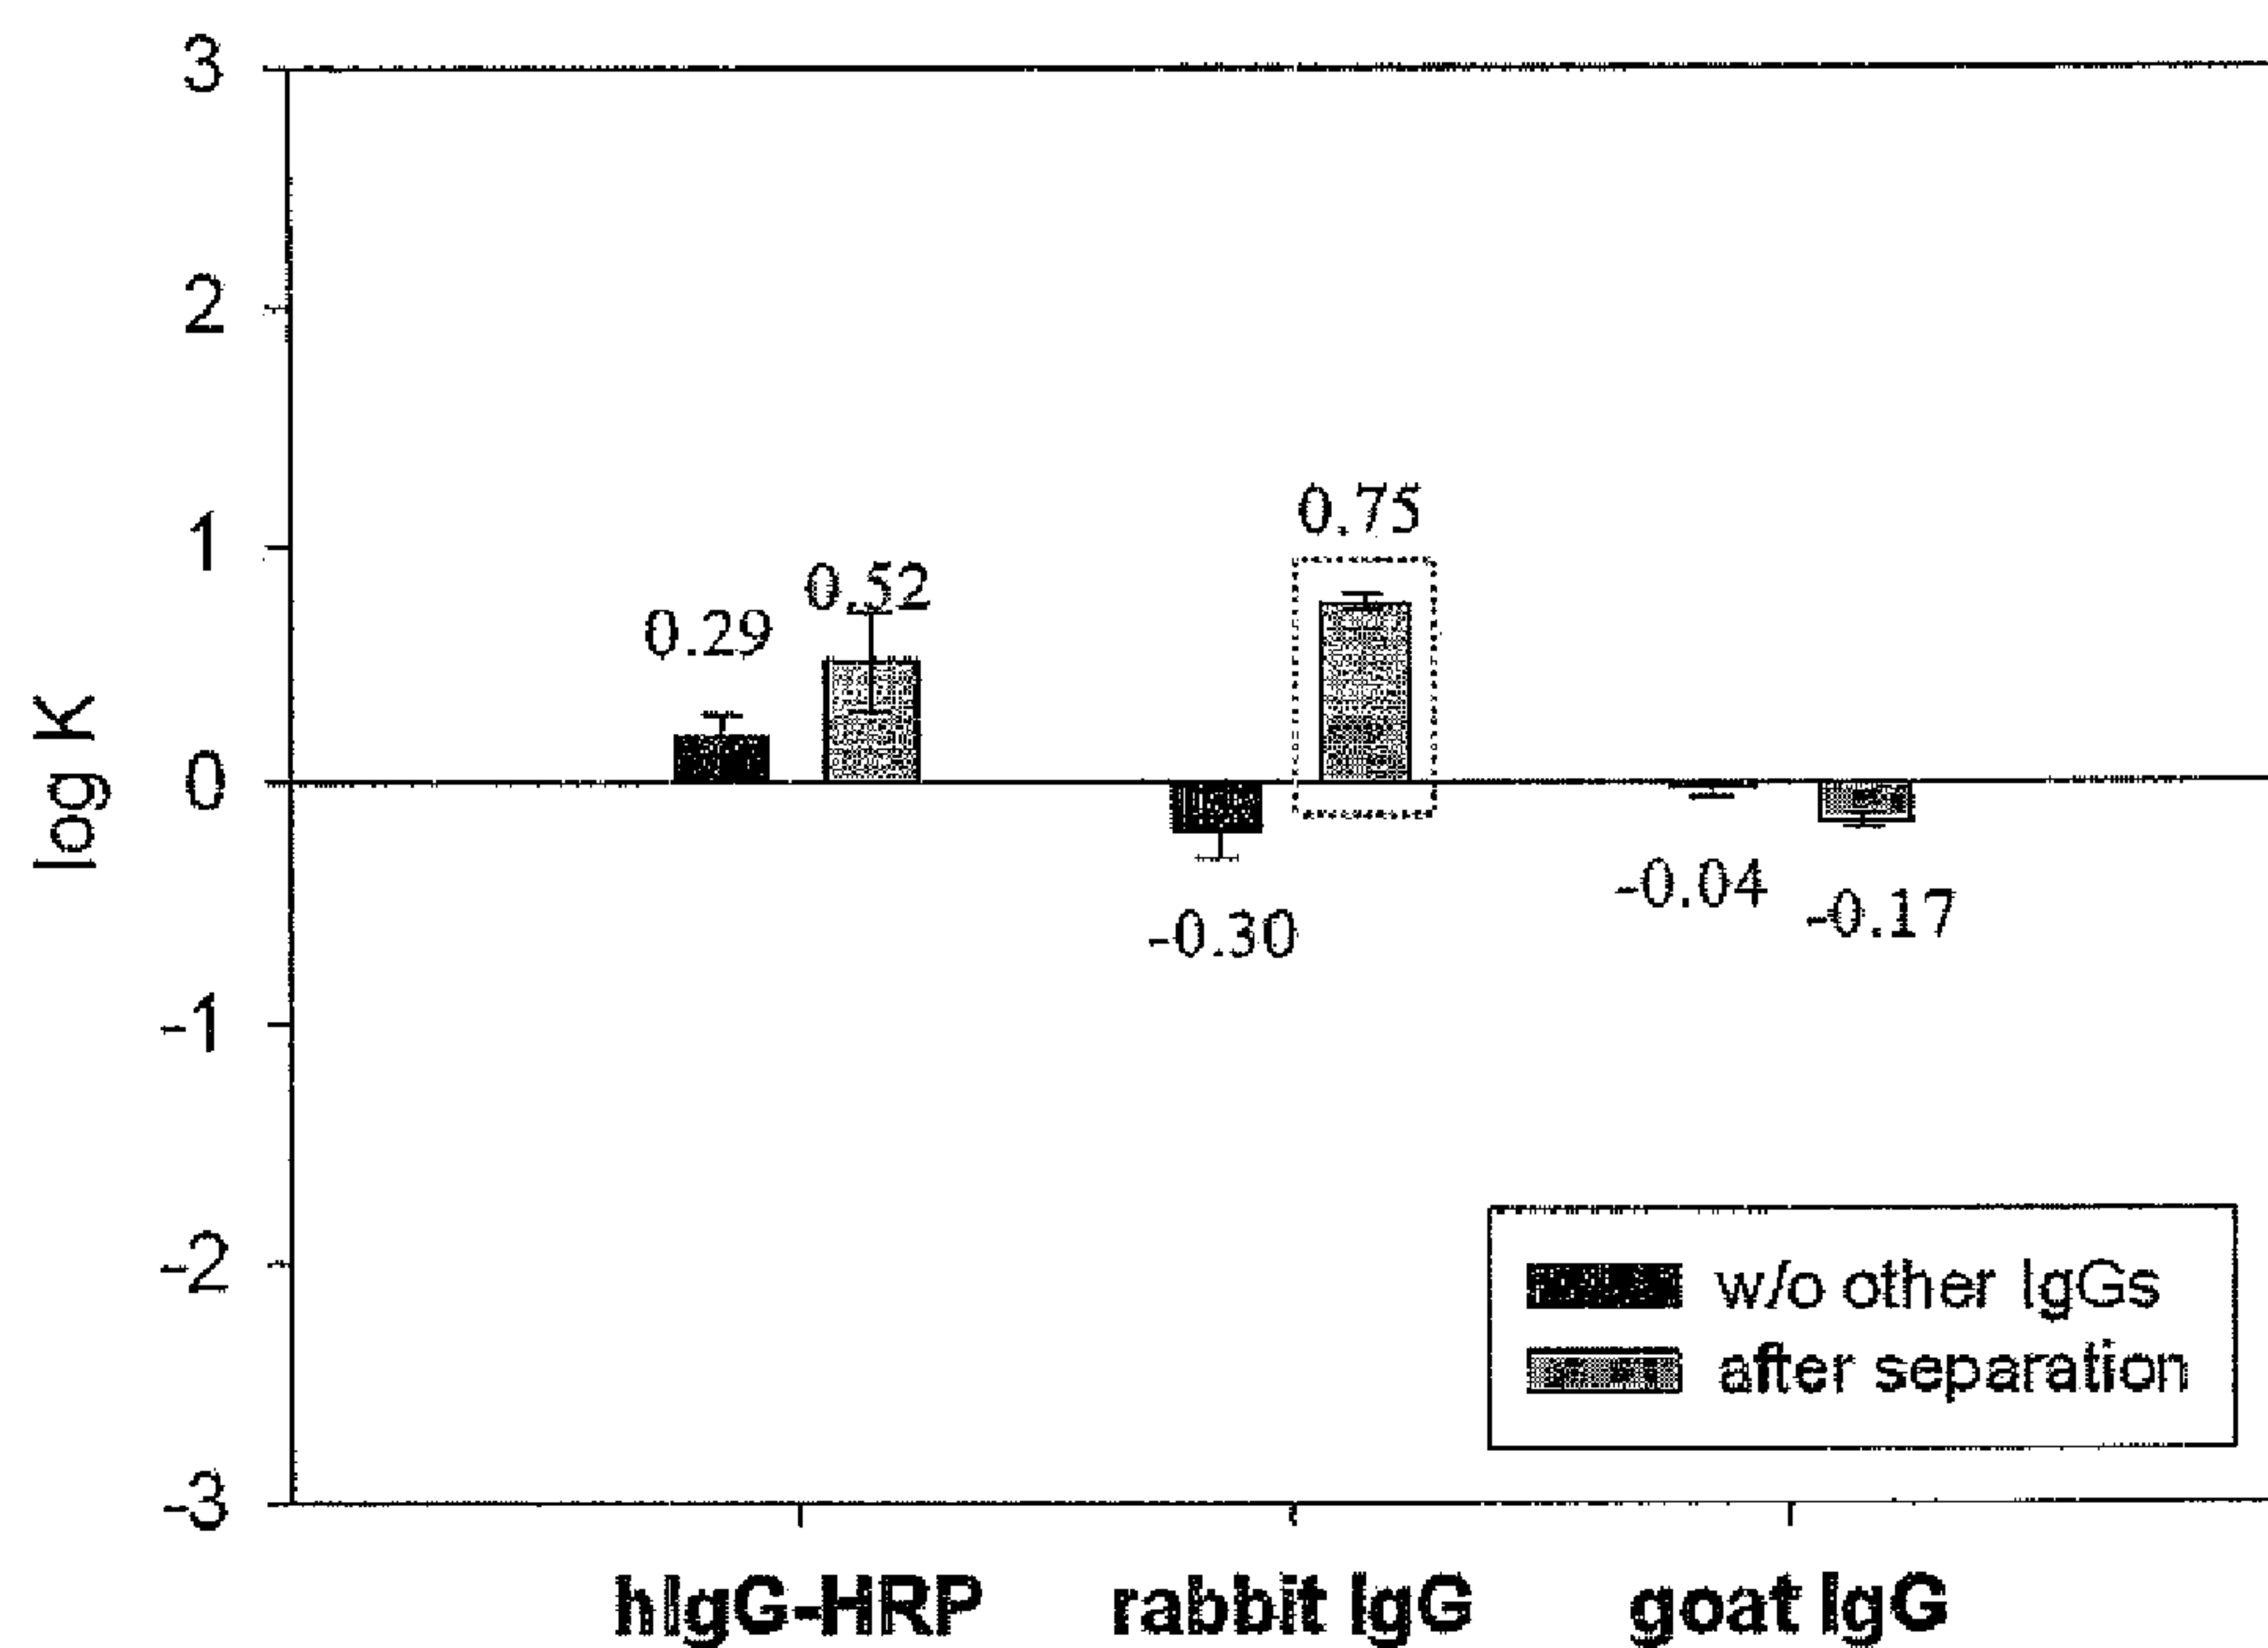 3
2
1
0
-1
-2
-3
log K
0.29
0.52
-0.30
0.75
-0.04
-0.17
w/o other IgGs
after separation
hIgG-HRP
rabbit IgG
goat IgG